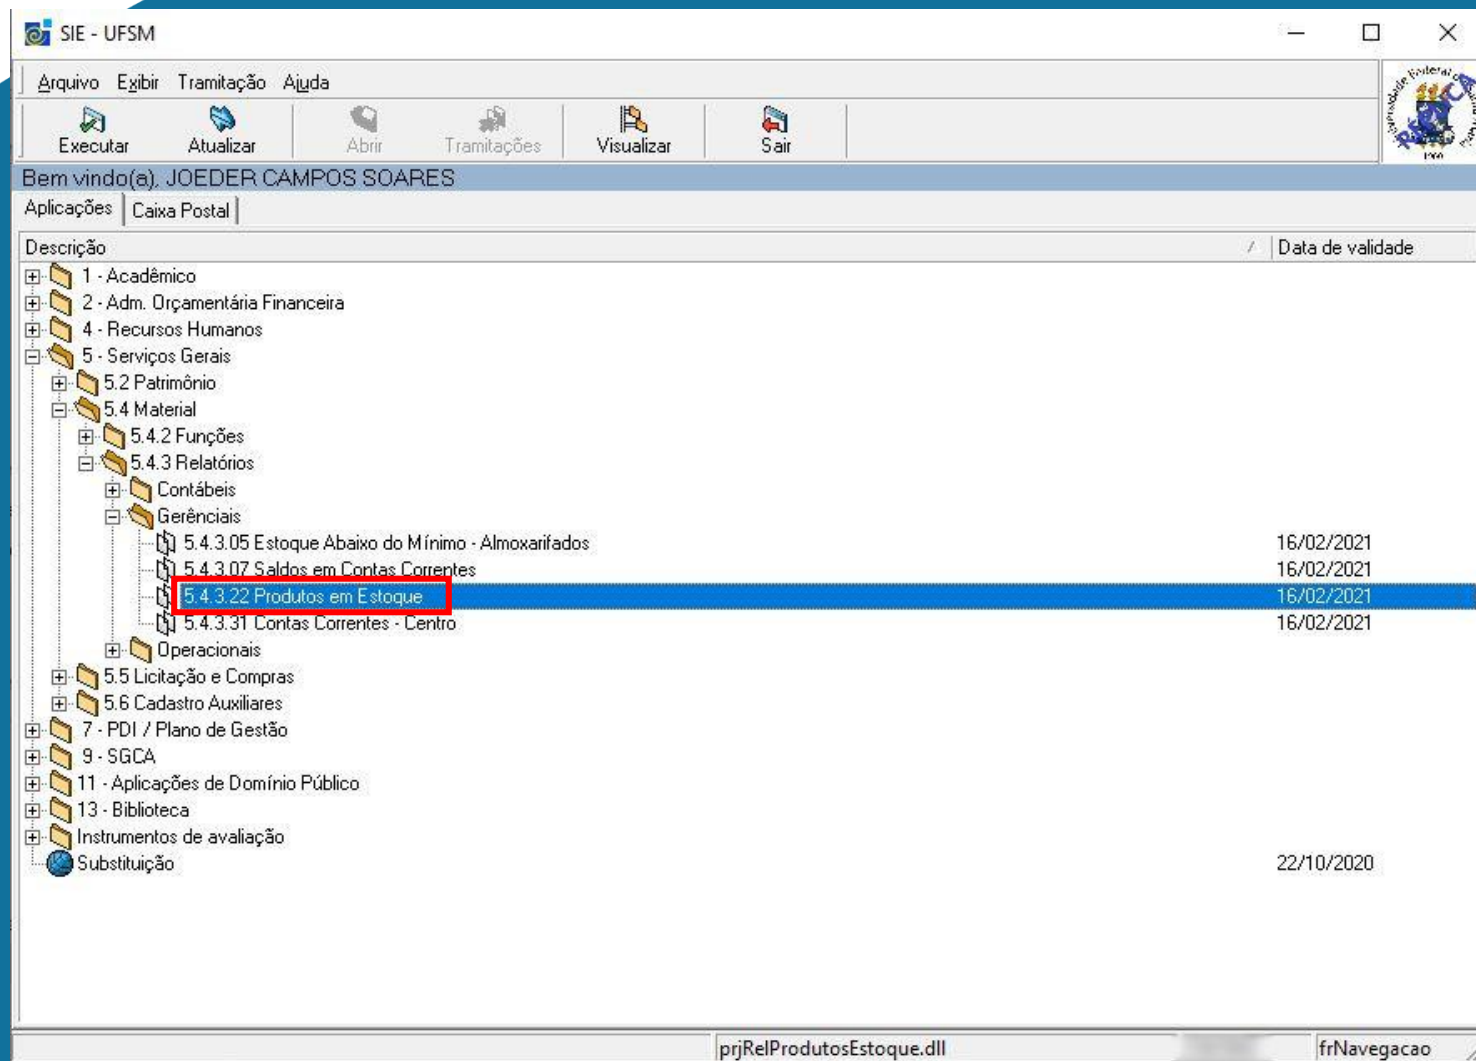 SIE - UFSM
Arquivo Exibir Tramitação Ajuda
Executar Atualizar Abrir Tramitações Visualizar Sair
1960
Bem vindo(a), JOEDER CAMPOS SOARES
Aplicações Caixa Postal
Descrição Data de validade
1 - Acadêmico
2 - Adm. Orçamentária Financeira
4 - Recursos Humanos
5 - Serviços Gerais
5.2 Patrimônio
5.4 Material
5.4.2 Funções
5.4.3 Relatórios
Contábeis
Gerênciais
5.4.3.05 Estoque Abaixo do Mínimo - Almoxarifados 16/02/2021
5.4.3.07 Saldos em Contas Correntes 16/02/2021
5.4.3.22 Produtos em Estoque 16/02/2021
5.4.3.31 Contas Correntes - Centro 16/02/2021
Operacionais
5.5 Licitação e Compras
5.6 Cadastro Auxiliares
7 - PDI / Plano de Gestão
9 - SGCA
11 - Aplicações de Domínio Público
13 - Biblioteca
Instrumentos de avaliação
Substituição 22/10/2020
prjRelProdutosEstoque.dll frNavegacao